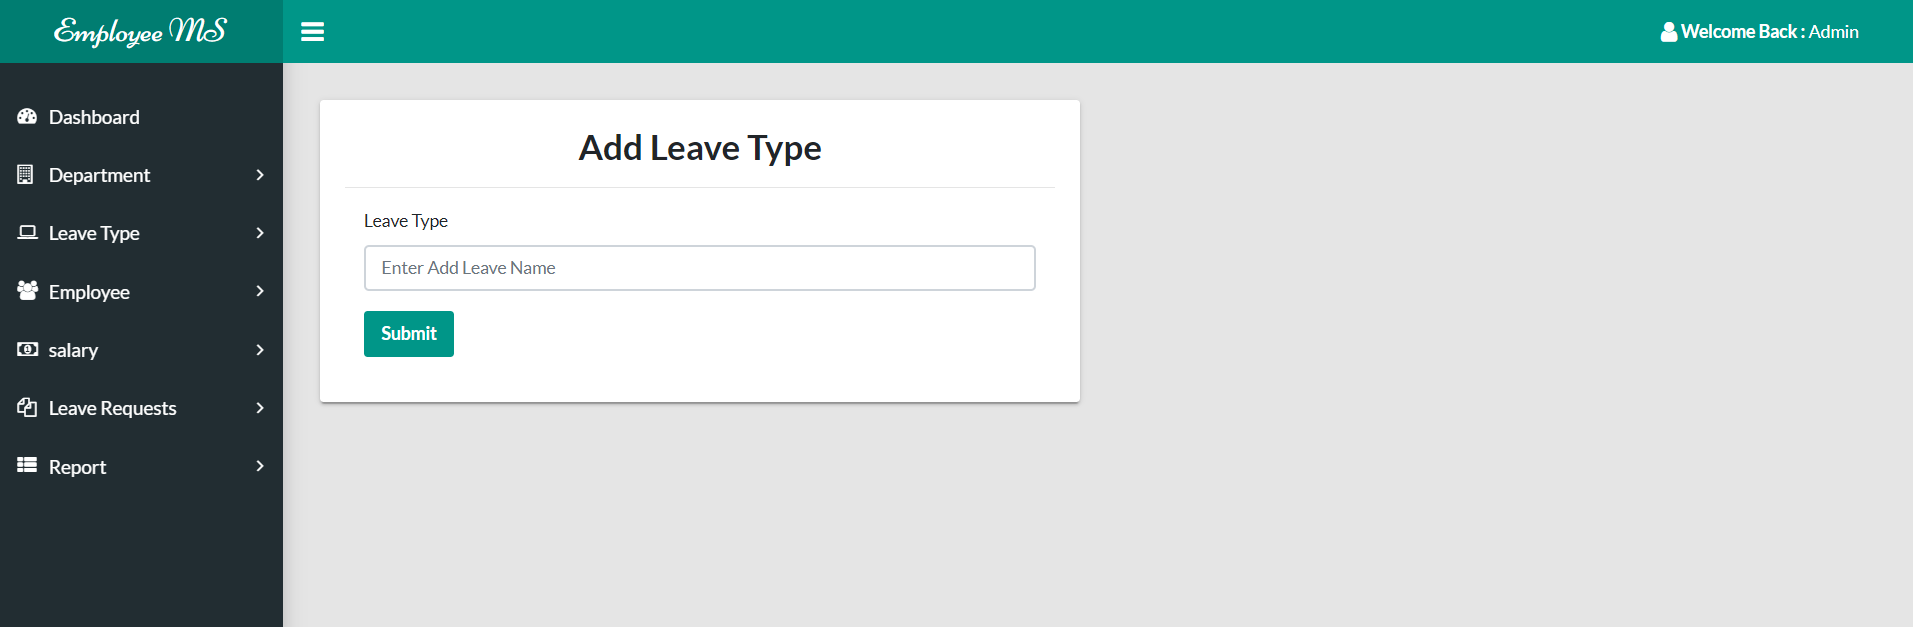 Employee MS
Welcome Back : Admin
Dashboard
Department
Leave Type
Employee
salary
Leave Requests
Report
Add Leave Type
Leave Type
Enter Add Leave Name
Submit